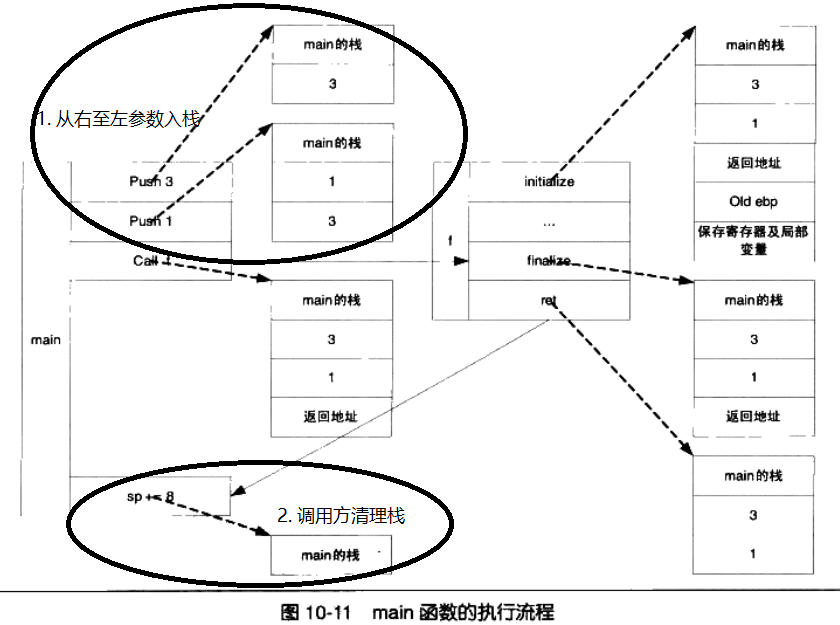 main的栈
3
1. 从右至左参数入栈
main的栈
1
3
Push 3
Push 1
Call f
main
main的栈
3
1
返回地址
sp += 8
2. 调用方清理栈
main的栈
f
initialize
...
finalize
ret
main的栈
3
1
返回地址
Old ebp
保存寄存器及局部
变量
main的栈
3
1
返回地址
main的栈
3
1
图 10-11 main 函数的执行流程